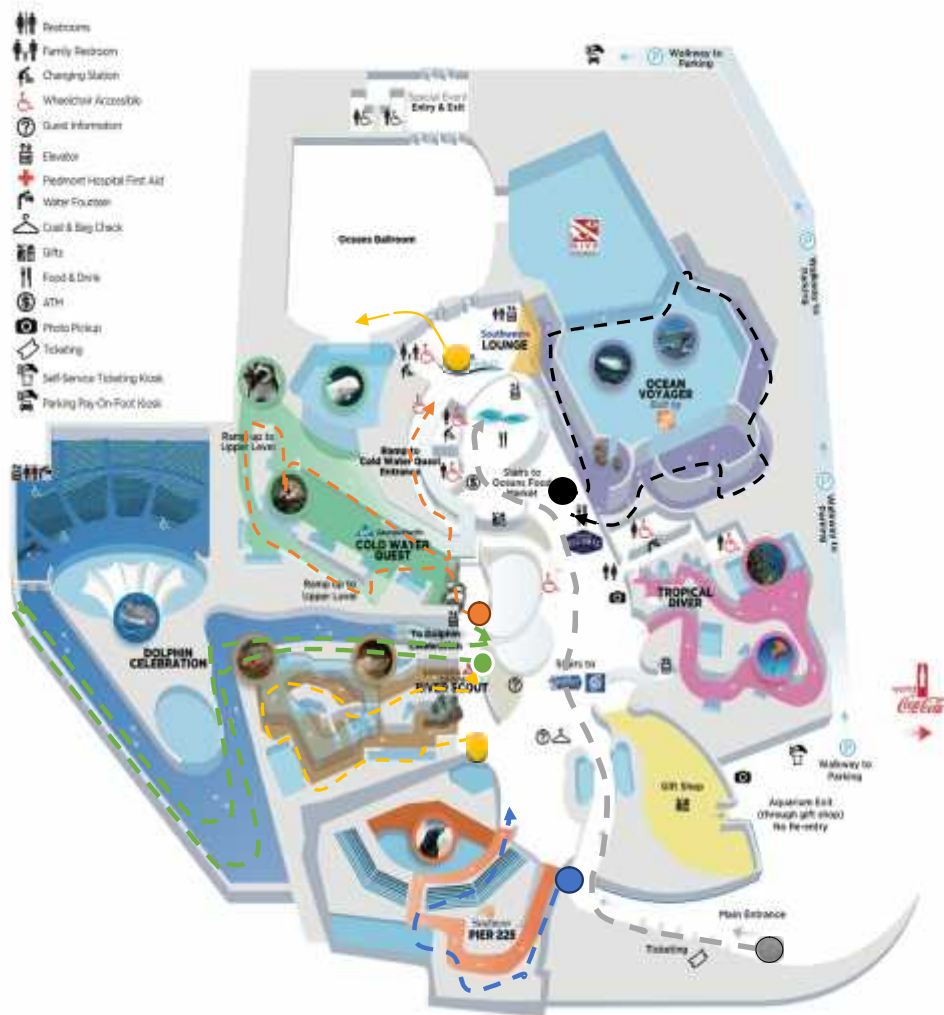 Restrooms
Family Restroom
Changing Station
Wheelchair Accessible
Guest Information
Elevator
Piedmont Hospital First Aid
Water Fountain
Coat & Bag Check
Gifts
Food & Drink
ATM
Photo Pickup
Ticketing
Self-Service Ticketing Kiosk
Parking Pay-On-Foot Kiosk
Walkway to
Parking
Special Event
Entry & Exit
Oceans Ballroom
Walkway to
Parking
Southwest
LOUNGE
OCEAN
VOYAGER
Ramp up to
Upper Level
Ramp to
Cold Water Quest
Entrance
Stairs to
Oceans Food
Market
Walkway to
Parking
COLD WATER
QUEST
Ramp up to
Upper Level
TROPICAL
DIVER
To Dolphin
DOLPHIN
CELEBRATION
RIVER SCOUT
Stairs to
Coca-Cola
Walkway to
Parking
Gift Shop
Aquarium Exit
(through gift shop)
No Re-entry
Main Entrance
Ticketing
PIER 225